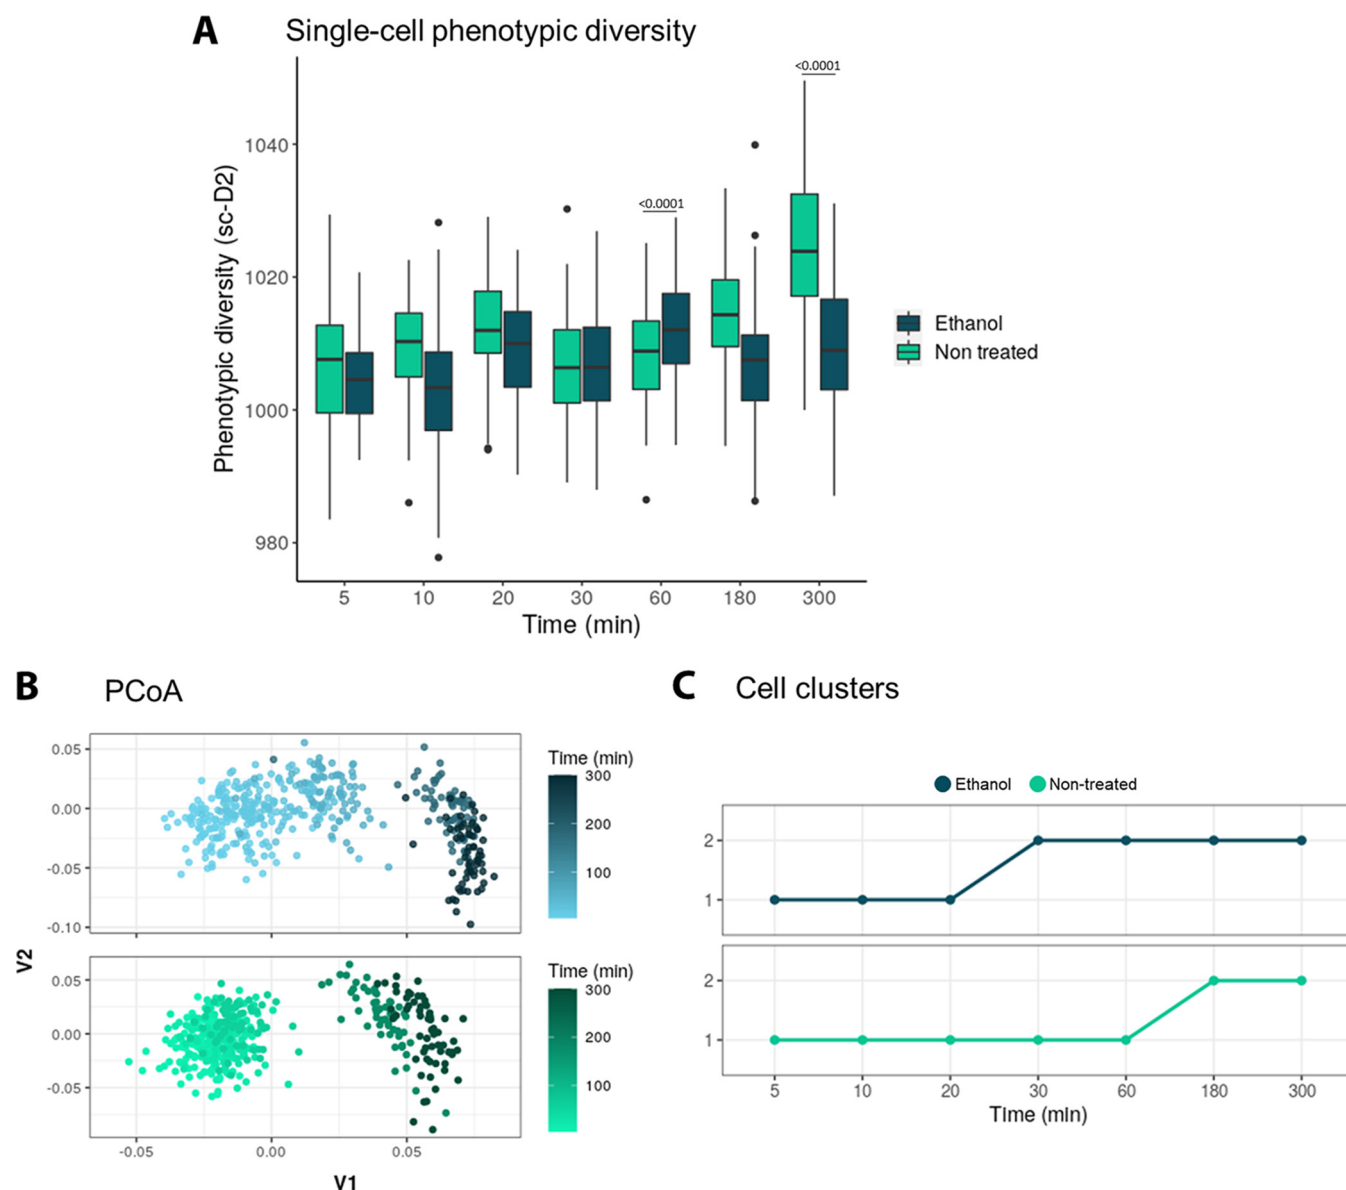 A Single-cell phenotypic diversity
<0.0001
<0.0001
Phenotypic diversity (sc-D2)
1040
1020
1000
980
5 10 20 30 60 180 300
Time (min)
Ethanol
Non treated
B PCoA
V2
0.05
0.00
-0.05
-0.10
Time (min)
300
200
100
0.05
0.00
-0.05
Time (min)
300
200
100
-0.05 0.00 0.05
V1
C Cell clusters
Ethanol Non-treated
2
1
2
1
5 10 20 30 60 180 300
Time (min)